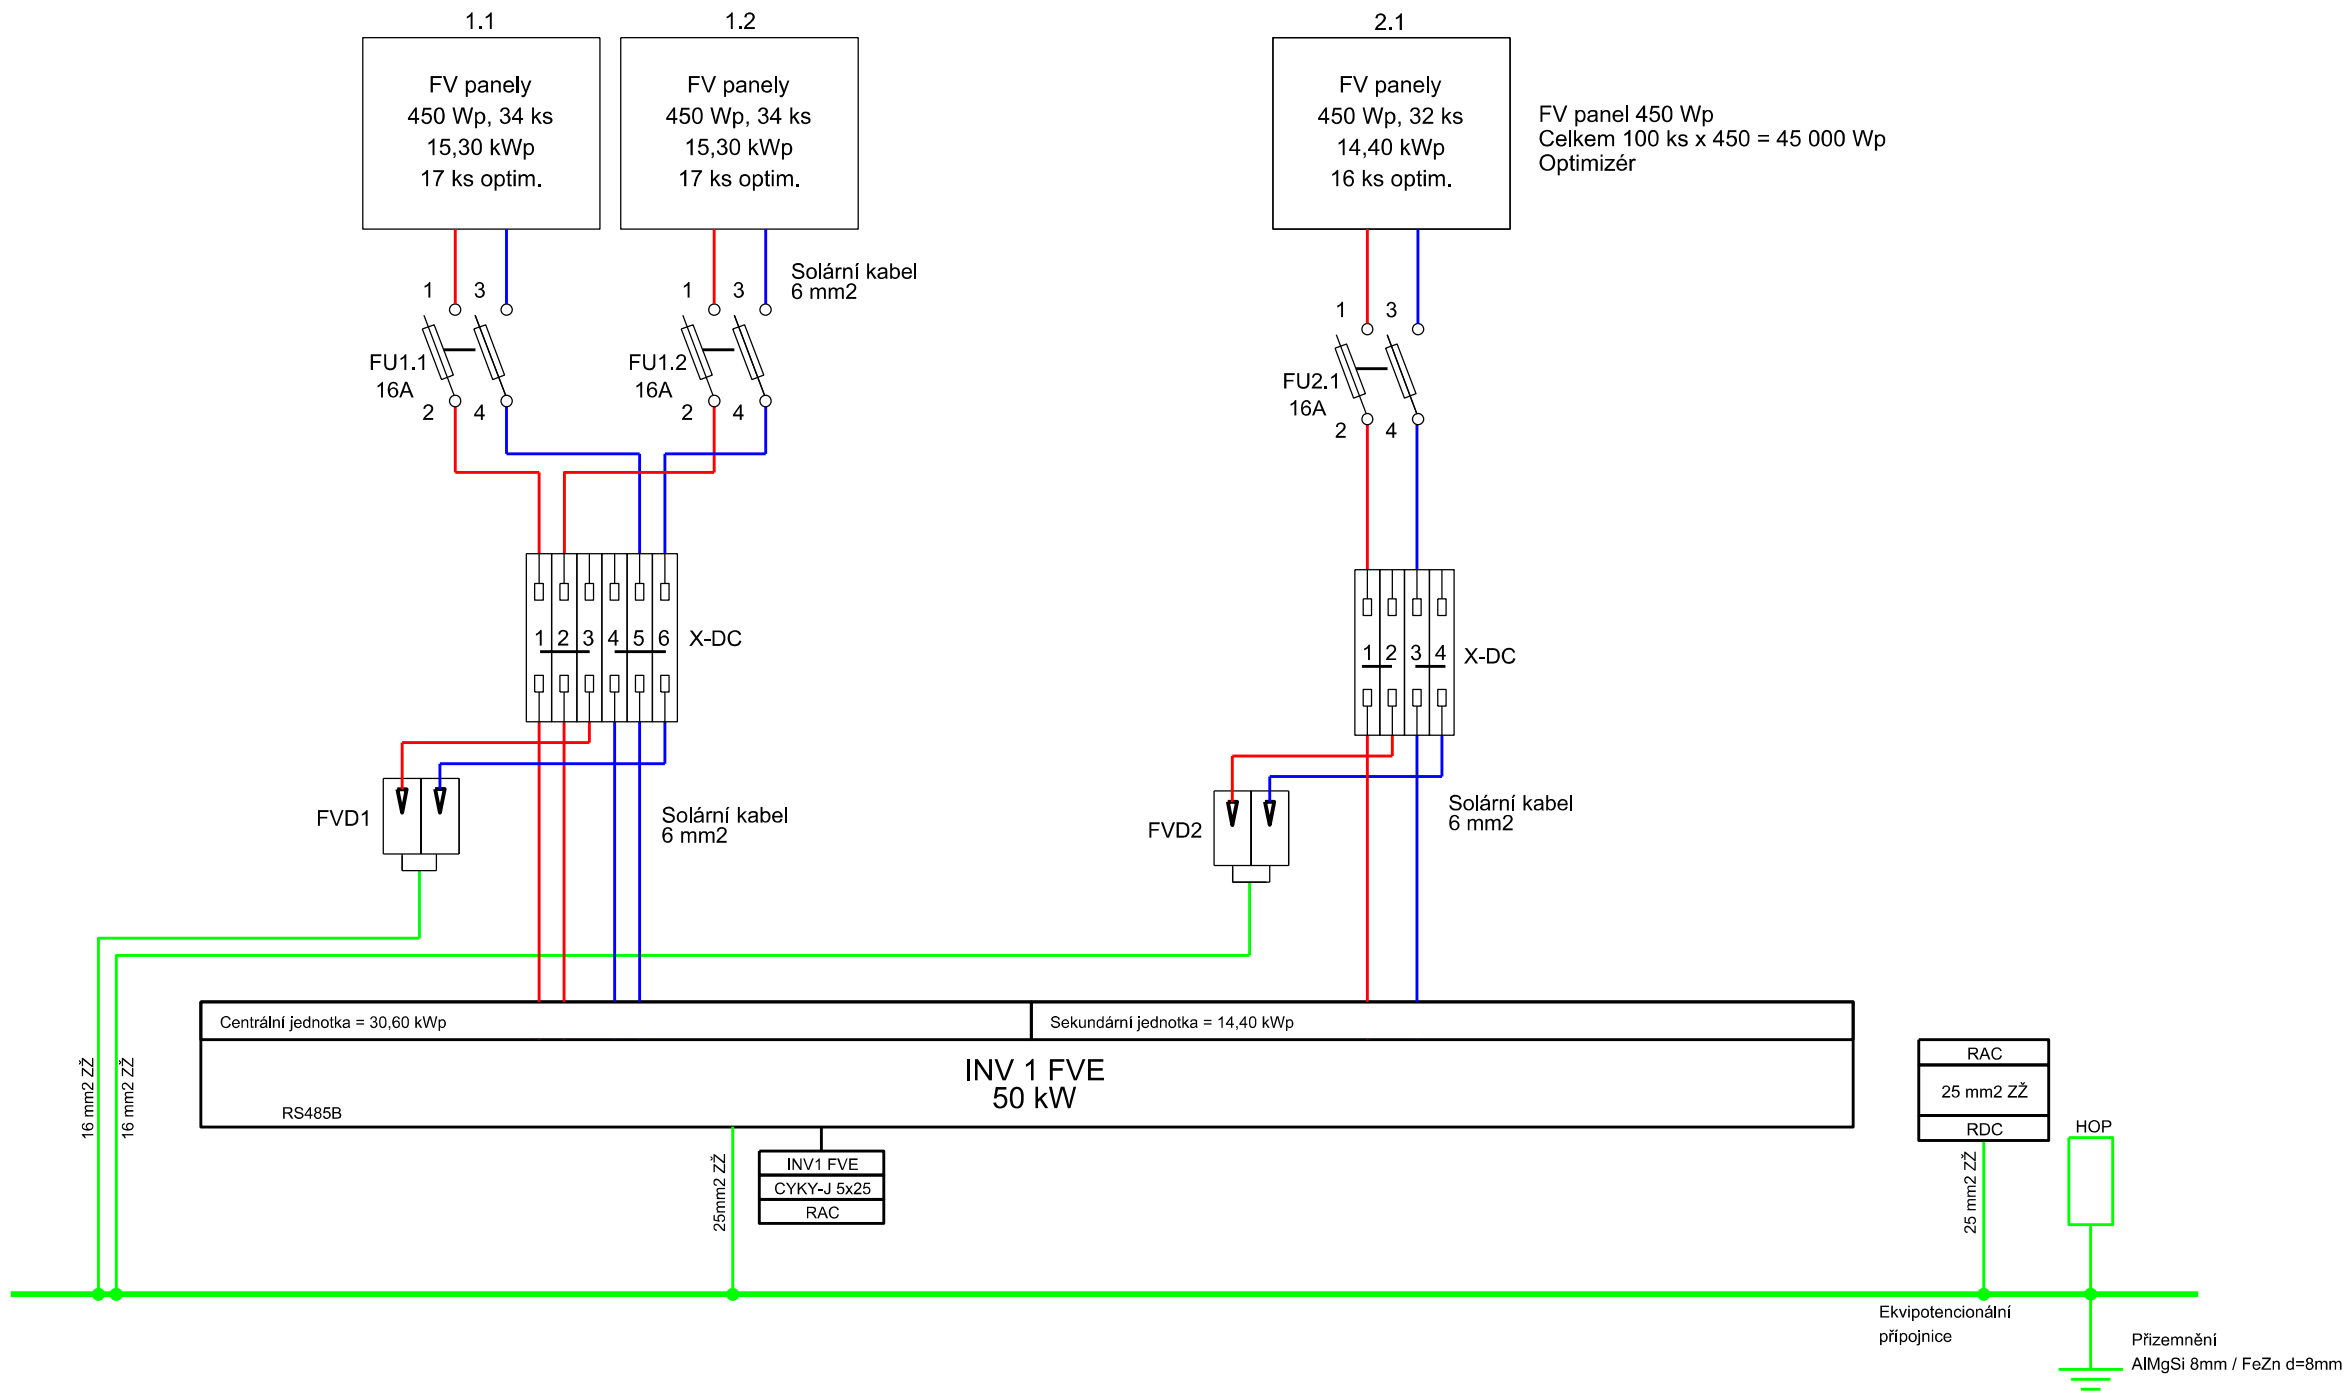 1.1
FV panely
450 Wp, 34 ks
15,30 kWp
17 ks optim.
1.2
FV panely
450 Wp, 34 ks
15,30 kWp
17 ks optim.
2.1
FV panely
450 Wp, 32 ks
14,40 kWp
16 ks optim.
FV panel 450 Wp
Celkem 100 ks x 450 = 45 000 Wp
Optimizér
Solární kabel
6 mm2
1 3
FU1.1
16A
2 4
1 3
FU1.2
16A
2 4
1 3
FU2.1
16A
2 4
1 2 3 4 5 6
X-DC
1 2 3 4
X-DC
FVD1
Solární kabel
6 mm2
FVD2
Solární kabel
6 mm2
16 mm2 ZŽ
16 mm2 ZŽ
Centrální jednotka = 30,60 kWp
Sekundární jednotka = 14,40 kWp
INV 1 FVE
50 kW
RS485B
25mm2 ZŽ
INV1 FVE
CYKY-J 5x25
RAC
RAC
25 mm2 ZŽ
RDC
25 mm2 ZŽ
HOP
Ekvipotencionální
přípojnice
Přizemnění
AlMgSi 8mm / FeZn d=8mm